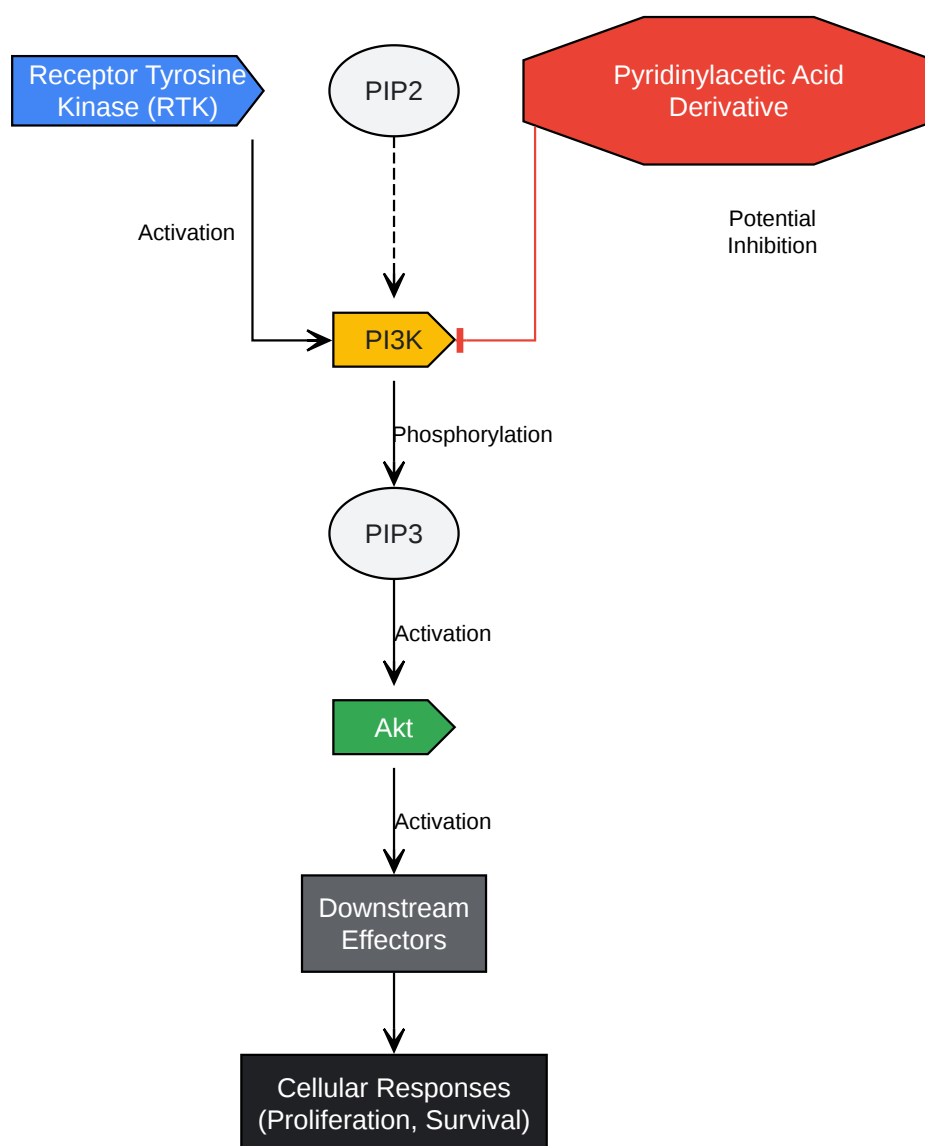 Receptor Tyrosine
Kinase (RTK)
PIP2
Pyridinylacetic Acid
Derivative
Activation
Potential
Inhibition
PI3K
Phosphorylation
PIP3
Activation
Akt
Activation
Downstream
Effectors
Cellular Responses
(Proliferation, Survival)